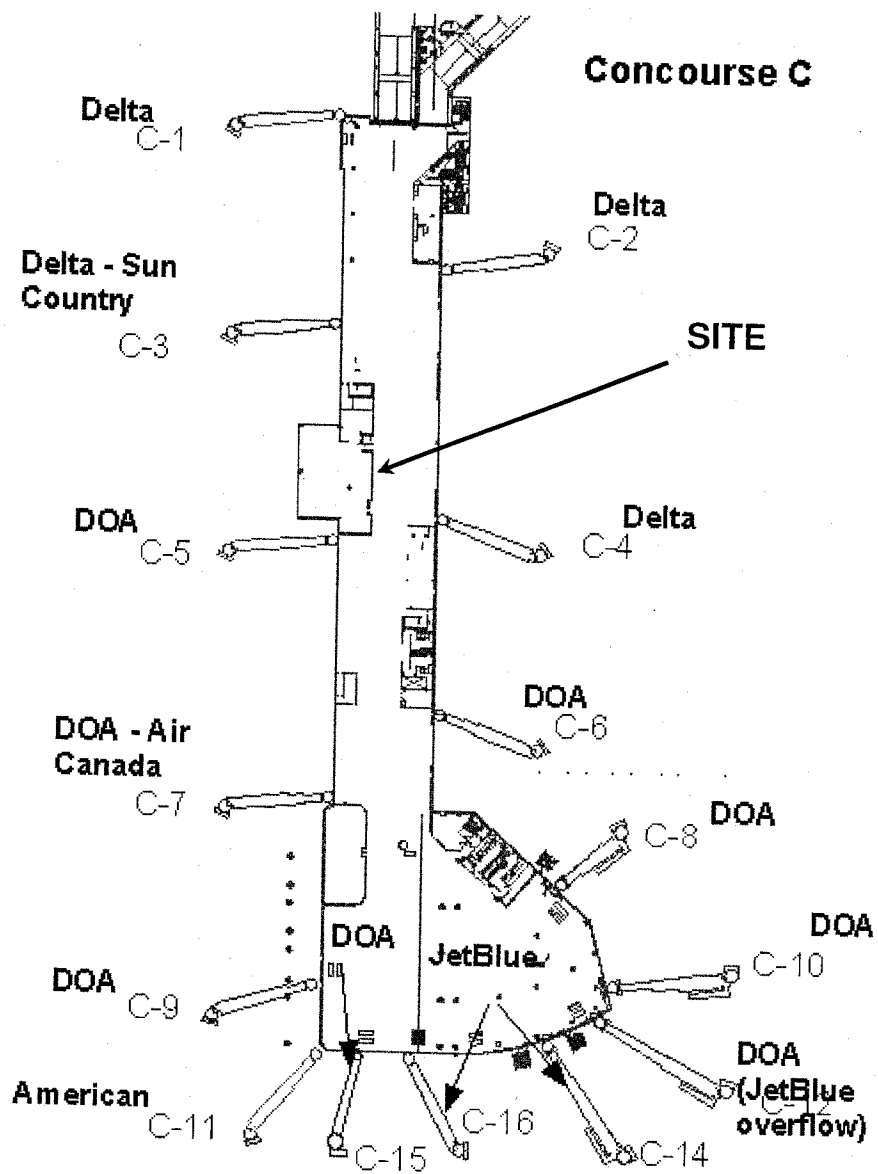 Concourse C
Delta
C-1
Delta
C-2
Delta - Sun
Country
C-3
SITE
DOA
C-5
Delta
C-4
DOA
C-6
DOA - Air
Canada
C-7
DOA
C-8
DOA
JetBlue
DOA
C-10
DOA
C-9
DOA
(JetBlue
overflow)
C-12
American
C-11
C-15
C-16
C-14